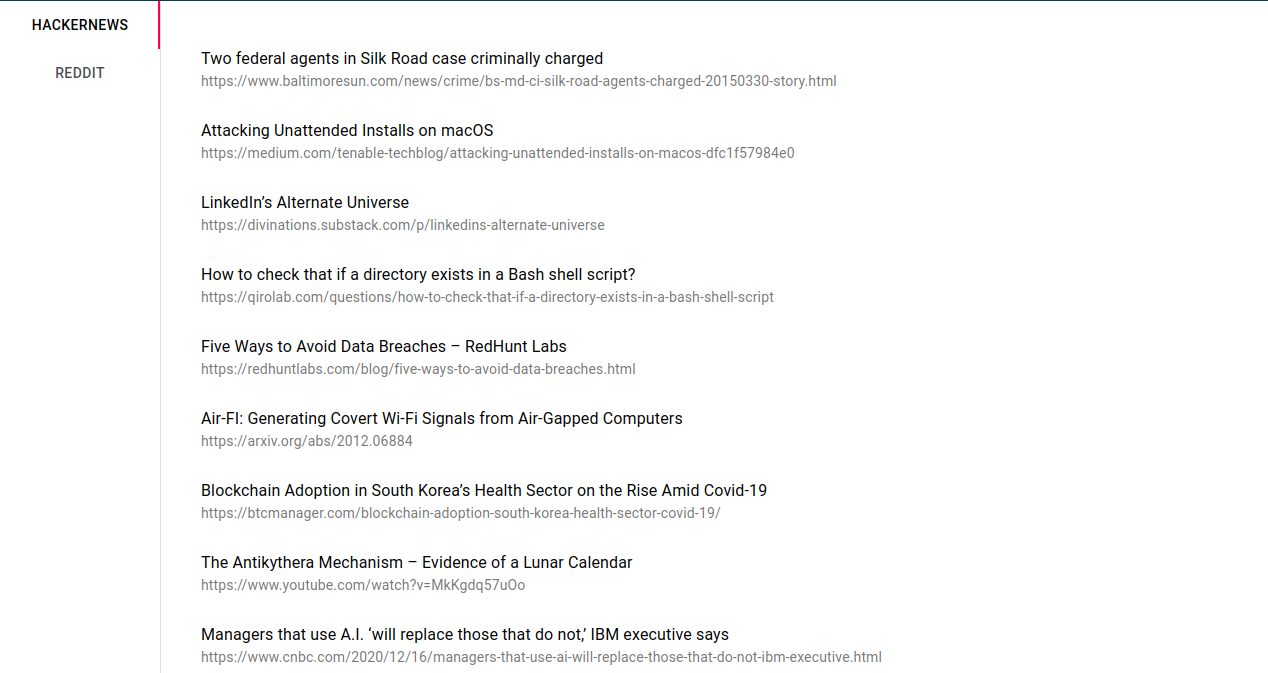 HACKERNEWS
REDDIT
Two federal agents in Silk Road case criminally charged
https://www.baltimoresun.com/news/crime/bs-md-ci-silk-road-agents-charged-20150330-story.html
Attacking Unattended Installs on macOS
https://medium.com/tenable-techblog/attacking-unattended-installs-on-macos-dfc1f57984e0
LinkedIn’s Alternate Universe
https://divinations.substack.com/p/linkedins-alternate-universe
How to check that if a directory exists in a Bash shell script?
https://qirolab.com/questions/how-to-check-that-if-a-directory-exists-in-a-bash-shell-script
Five Ways to Avoid Data Breaches – RedHunt Labs
https://redhuntlabs.com/blog/five-ways-to-avoid-data-breaches.html
Air-FI: Generating Covert Wi-Fi Signals from Air-Gapped Computers
https://arxiv.org/abs/2012.06884
Blockchain Adoption in South Korea’s Health Sector on the Rise Amid Covid-19
https://btcmanager.com/blockchain-adoption-south-korea-health-sector-covid-19/
The Antikythera Mechanism – Evidence of a Lunar Calendar
https://www.youtube.com/watch?v=MkKgdq57uOo
Managers that use A.I. ‘will replace those that do not,’ IBM executive says
https://www.cnbc.com/2020/12/16/managers-that-use-ai-will-replace-those-that-do-not-ibm-executive.html